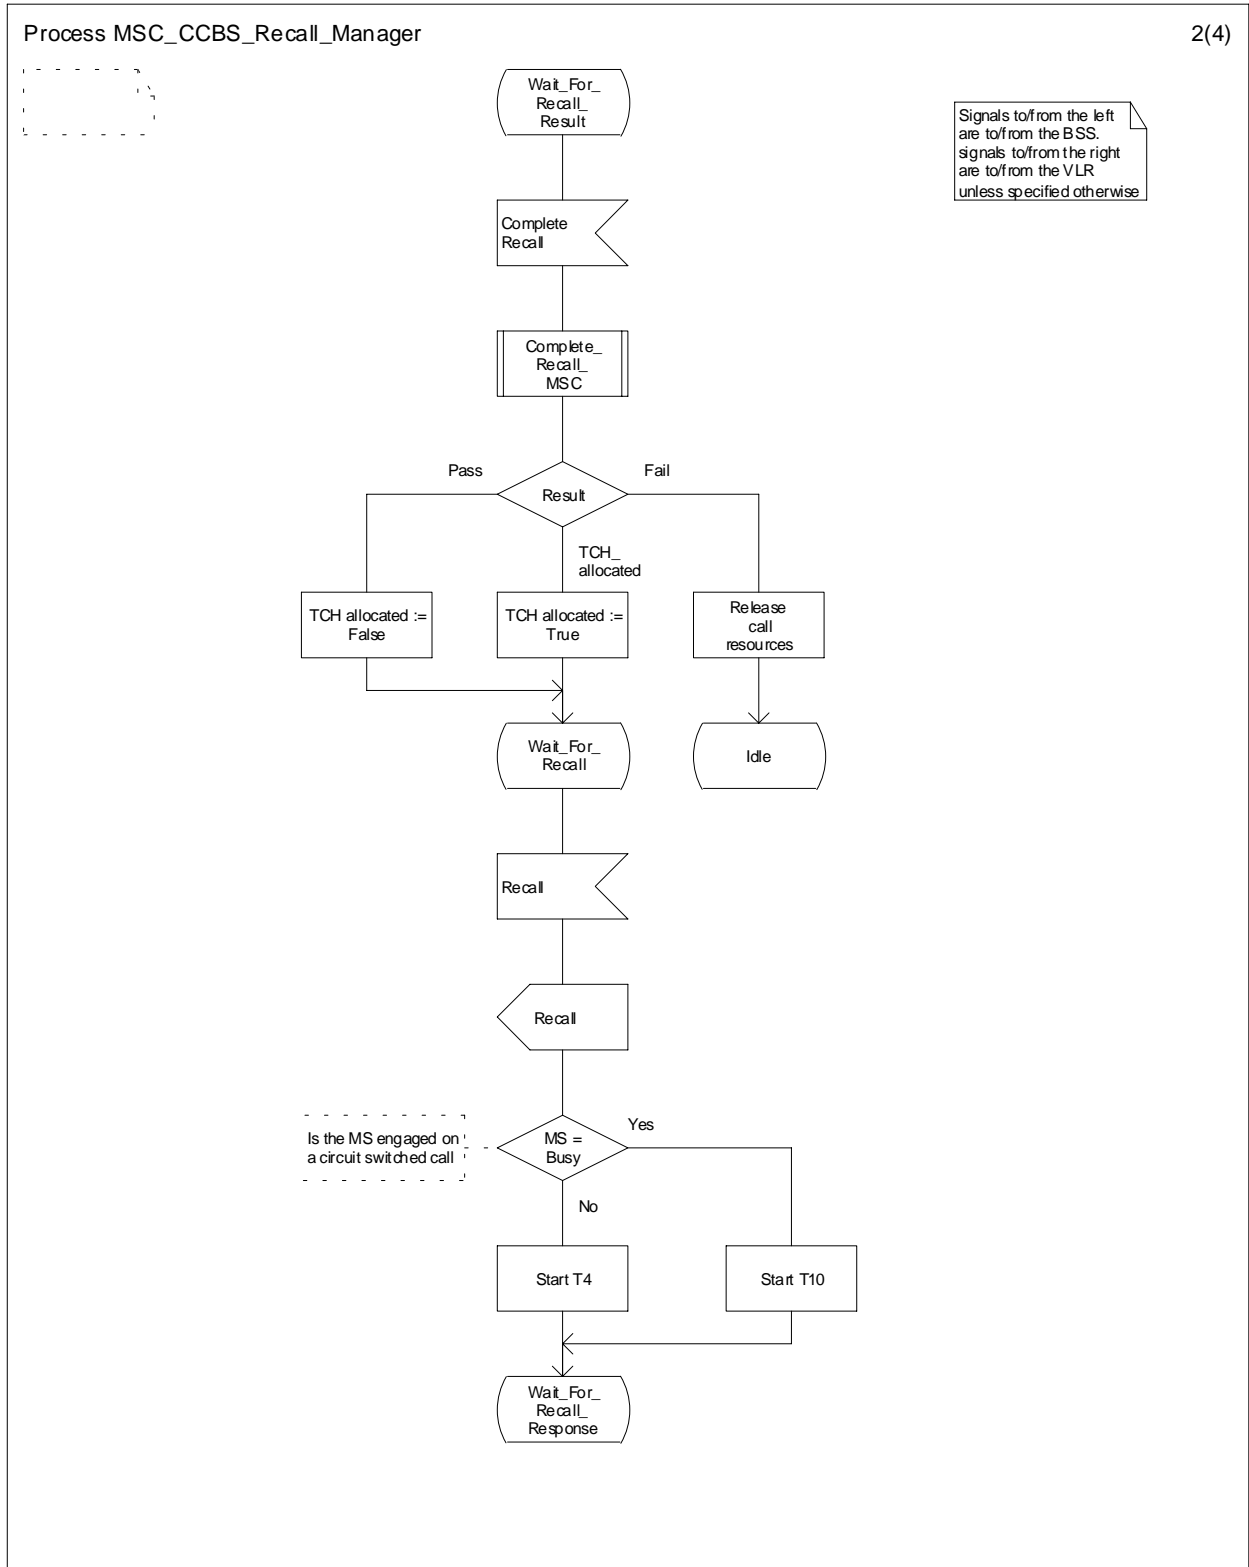 Process MSC_CCBS_Recall_Manager
2(4)
Wait_For_
Recall_
Result
Signals to/from the left
are to/from the BSS.
signals to/from the right
are to/from the VLR
unless specified otherwise
Complete
Recall
Complete_
Recall_
MSC
Pass
Fail
Result
TCH_
allocated
TCH allocated :=
False
TCH allocated :=
True
Release
call
resources
Wait_For_
Recall
Idle
Recall
Recall
Is the MS engaged on
a circuit switched call
MS =
Busy
Yes
No
Start T4
Start T10
Wait_For_
Recall_
Response